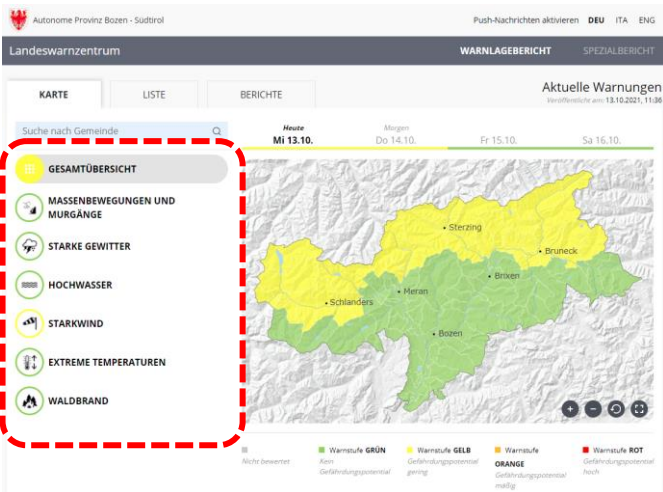 Autonome Provinz Bozen - Südtirol
Push-Nachrichten aktivieren DEU ITA ENG
Landeswarnzentrum
WARNLAGEBERICHT SPEZIALBERICHT
KARTE LISTE BERICHTE
Aktuelle Warnungen
Veröffentlicht am: 13.10.2021, 11:36
Suche nach Gemeinde
Heute Morgen
Mi 13.10. Do 14.10. Fr 15.10. Sa 16.10.
GESAMTÜBERSICHT
MASSENBEWEGUNGEN UND
MURGÄNGE
STARKE GEWITTER
HOCHWASSER
STARKWIND
EXTREME TEMPERATUREN
WALDBRAND
Sterzing
Bruneck
Brixen
Meran
Schlanders
Bozen
Nicht bewertet
Warnstufe GRÜN
Kein
Gefährdungspotential
Warnstufe GELB
Gefährdungspotential
gering
Warnstufe
ORANGE
Gefährdungspotential
mäßig
Warnstufe ROT
Gefährdungspotential
hoch